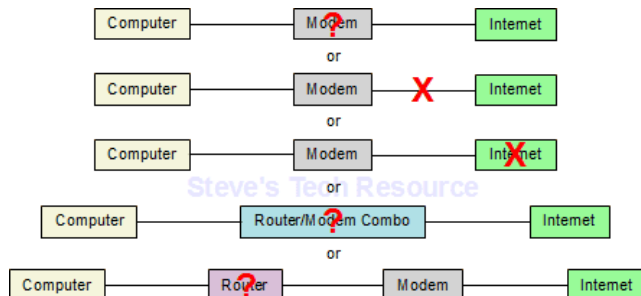 Computer Modem ? Internet
or
Computer Modem X Internet
or
Computer Modem Internet X
Steve's Tech Resource
or
Computer Router/Modem Combo ? Internet
or
Computer Router ? Modem Internet